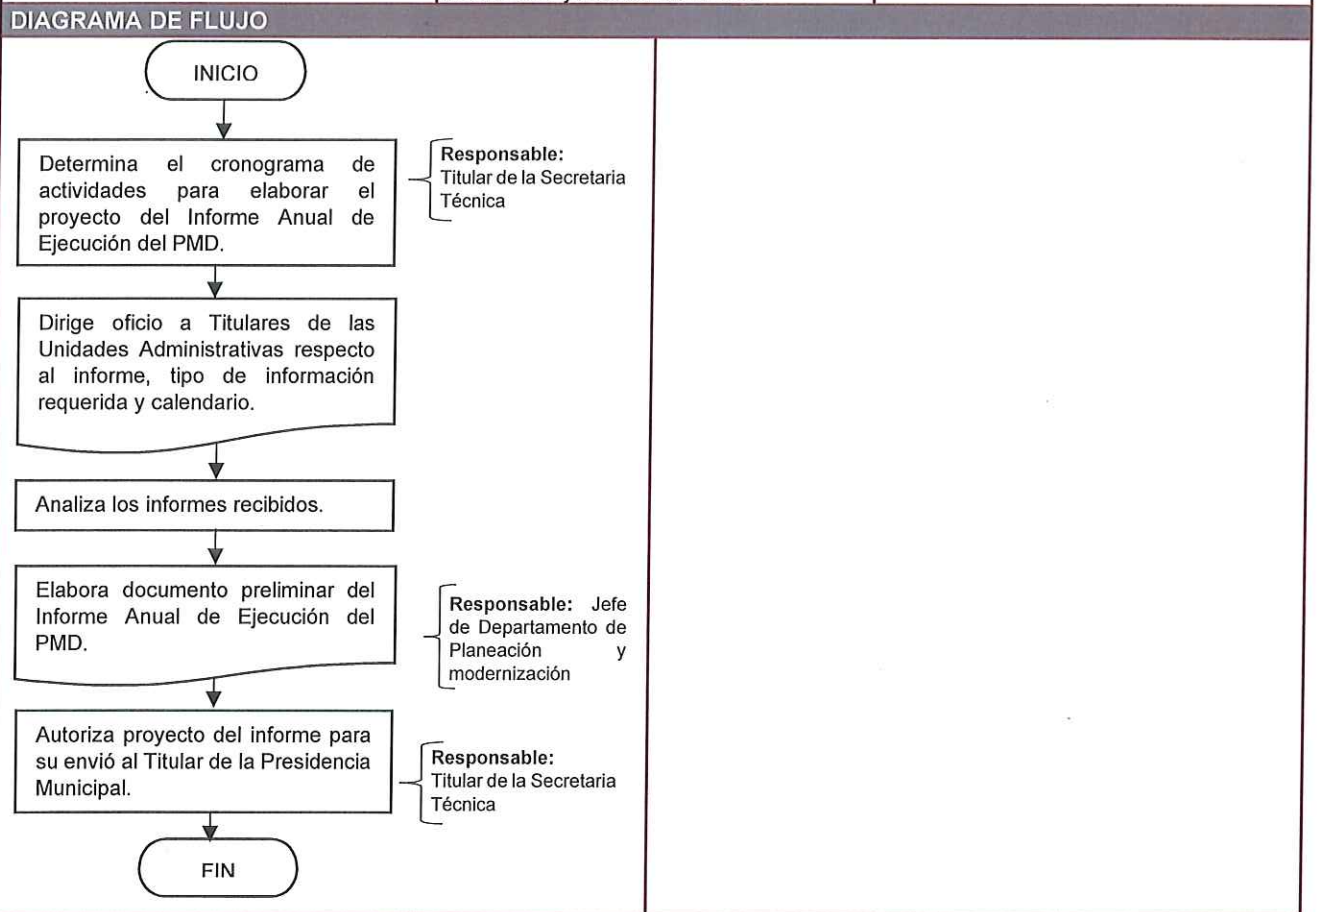 DIAGRAMA DE FLUJO
INICIO
Determina el cronograma de
actividades para elaborar el
proyecto del Informe Anual de
Ejecución del PMD.
Responsable:
Titular de la Secretaria
Técnica
Dirige oficio a Titulares de las
Unidades Administrativas respecto
al informe, tipo de información
requerida y calendario.
Analiza los informes recibidos.
Elabora documento preliminar del
Informe Anual de Ejecución del
PMD.
Responsable: Jefe
de Departamento de
Planeación y
modernización
Autoriza proyecto del informe para
su envió al Titular de la Presidencia
Municipal.
Responsable:
Titular de la Secretaria
Técnica
FIN